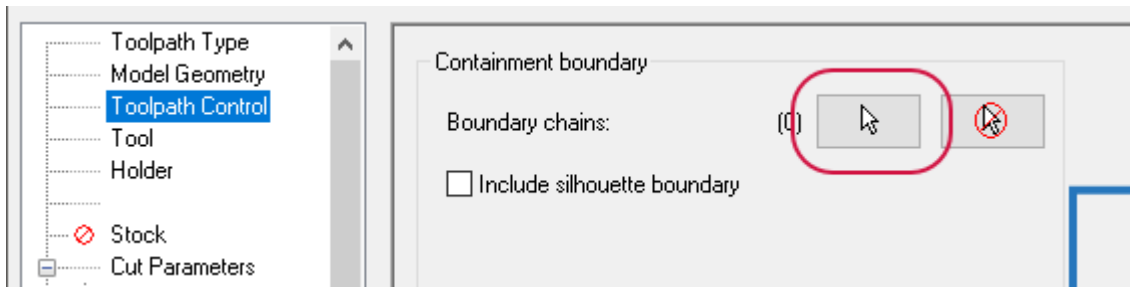 Toolpath Type
Model Geometry
Toolpath Control
Tool
Holder
Stock
Cut Parameters
Containment boundary
Boundary chains: (0)
Include silhouette boundary